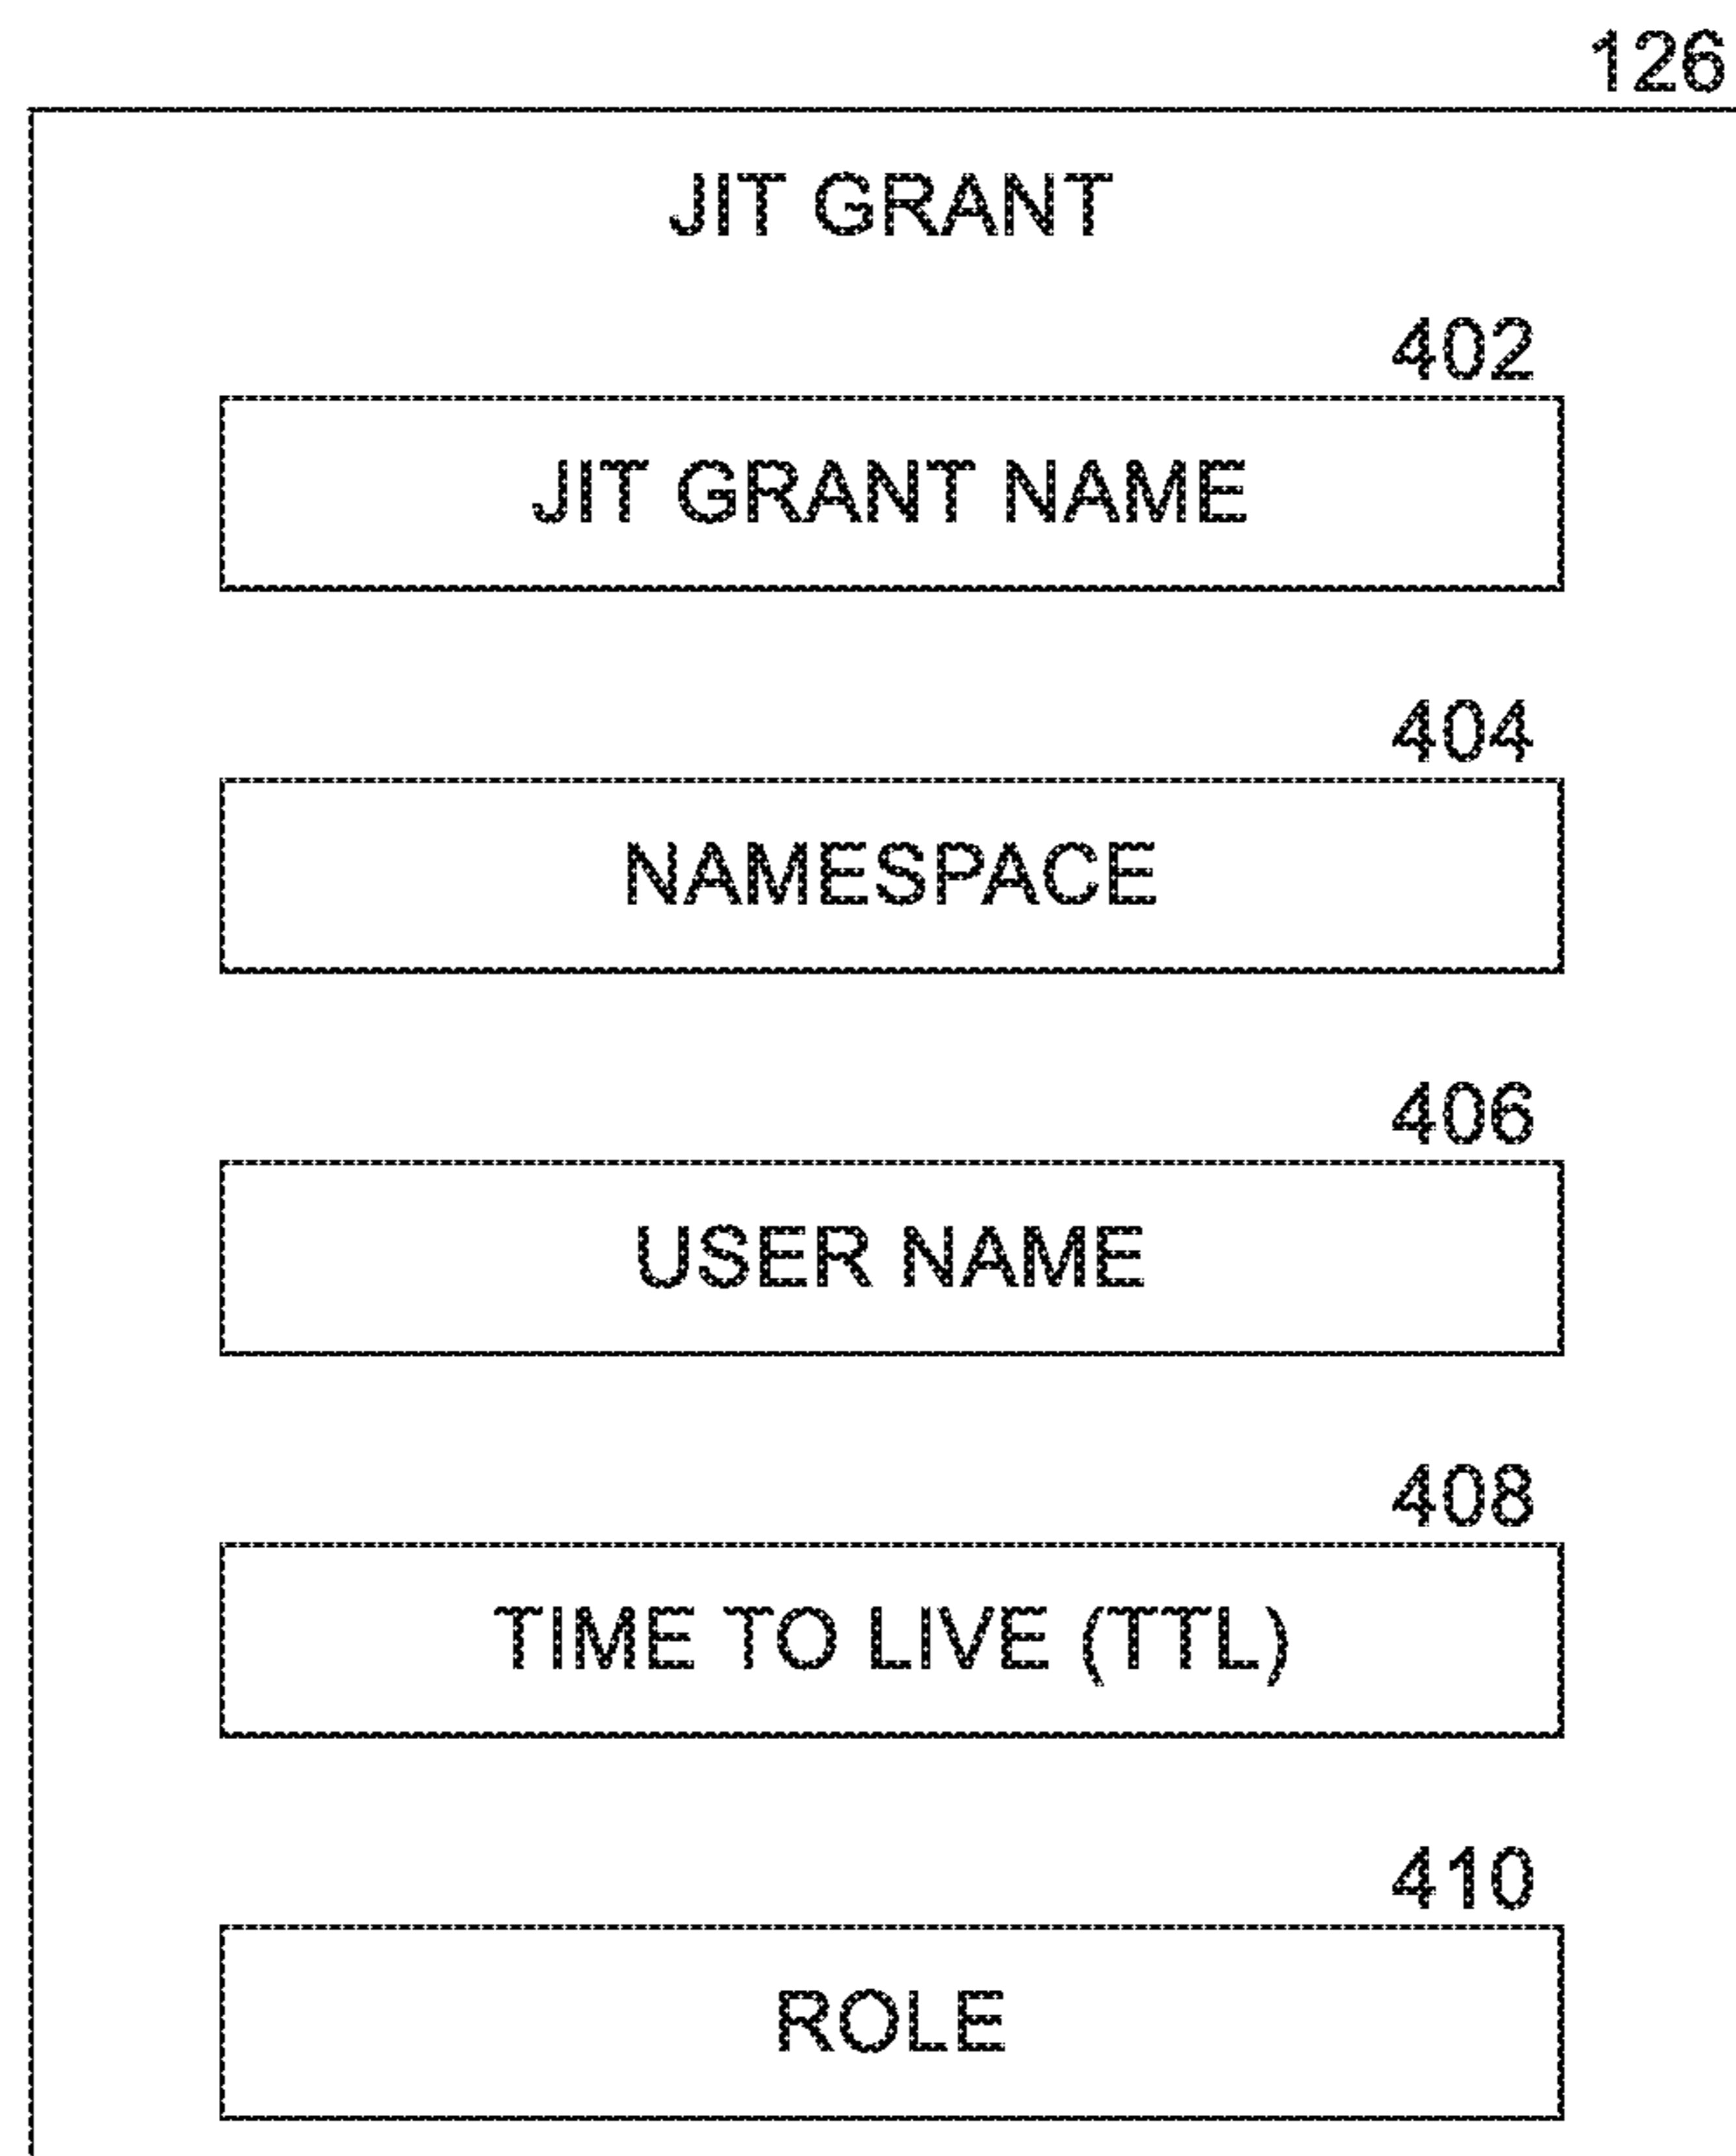 126
JIT GRANT
402
JIT GRANT NAME
404
NAMESPACE
406
USER NAME
408
TIME TO LIVE (TTL)
410
ROLE